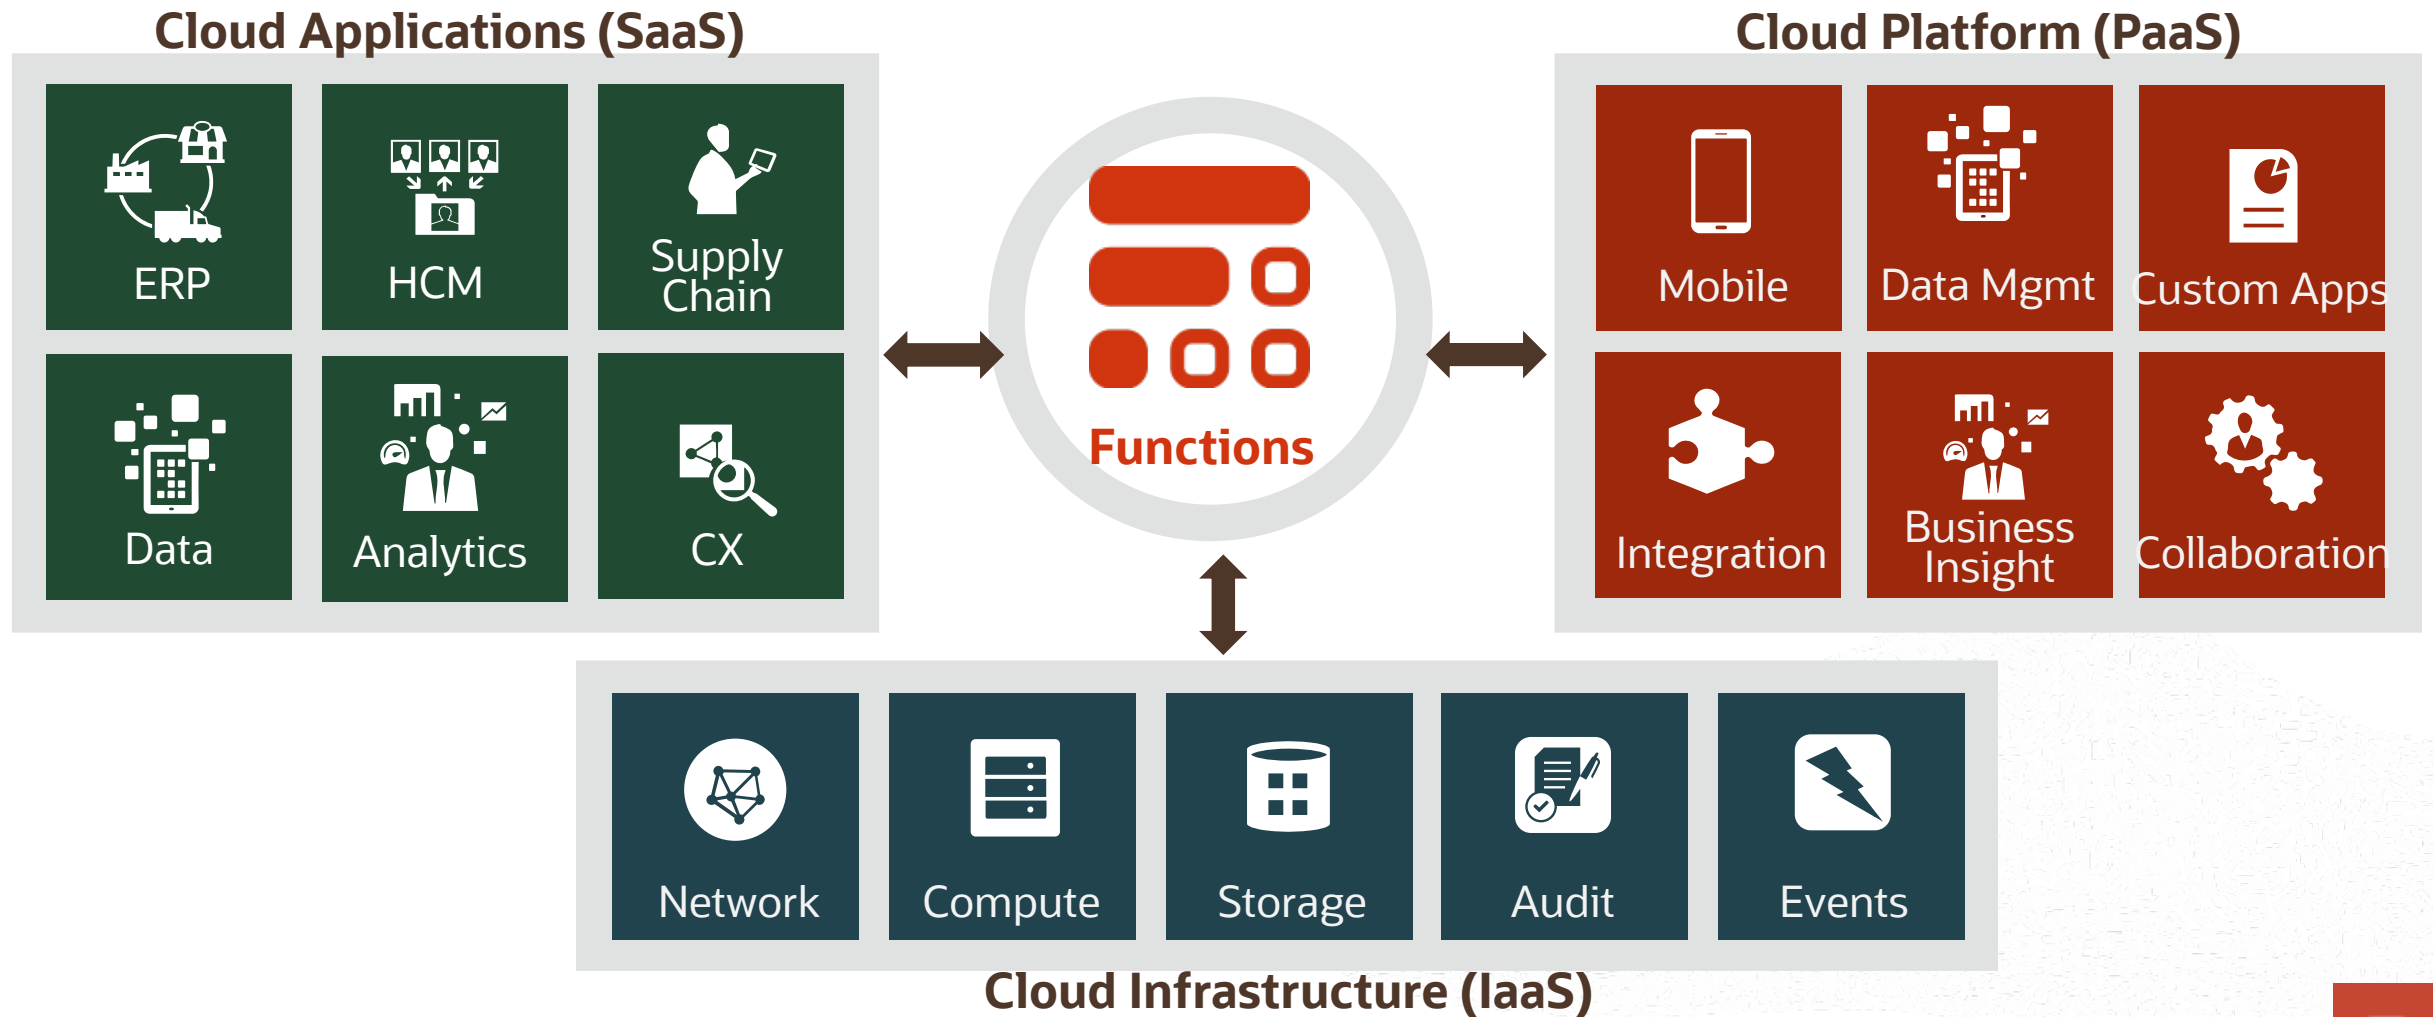 Cloud Applications (SaaS)
ERP
HCM
Supply
Chain
Data
Analytics
CX
Functions
Cloud Platform (PaaS)
Mobile
Data Mgmt
Custom Apps
Integration
Business
Insight
Collaboration
Network
Compute
Storage
Audit
Events
Cloud Infrastructure (IaaS)